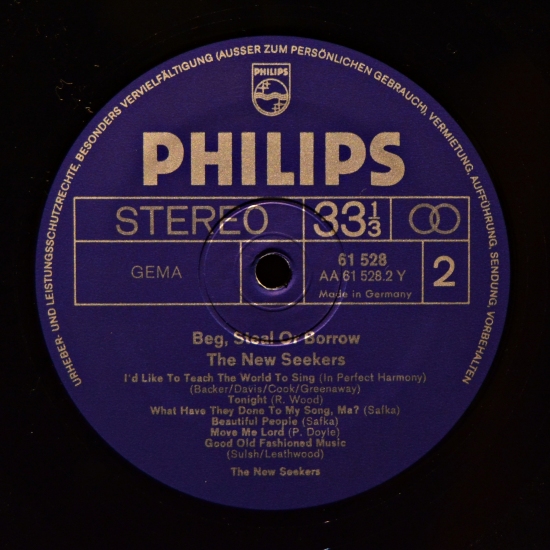 URHEBER UND LEISTUNGSSCHUTZRECHTE, BESONDERS VERVIELFÄLTIGUNG (AUSSER ZUM PERSÖNLICHEN GEBRAUCH), VERMIETUNG, AUFFÜHRUNG, SENDUNG, VORBEHALTEN
PHILIPS
PHILIPS
STEREO 33 1/3
GEMA 61 528 2
AA 61 528.2 Y
Made in Germany
Beg, Steal Or Borrow
The New Seekers
I'd Like To Teach The World To Sing (In Perfect Harmony)
(Backer/Davis/Cook/Greenaway)
Tonight (R. Wood)
What Have They Done To My Song, Ma? (Safka)
Beautiful People (Safka)
Move Me Lord (P. Doyle)
Good Old Fashioned Music
(Sulsh/Leathwood)
The New Seekers